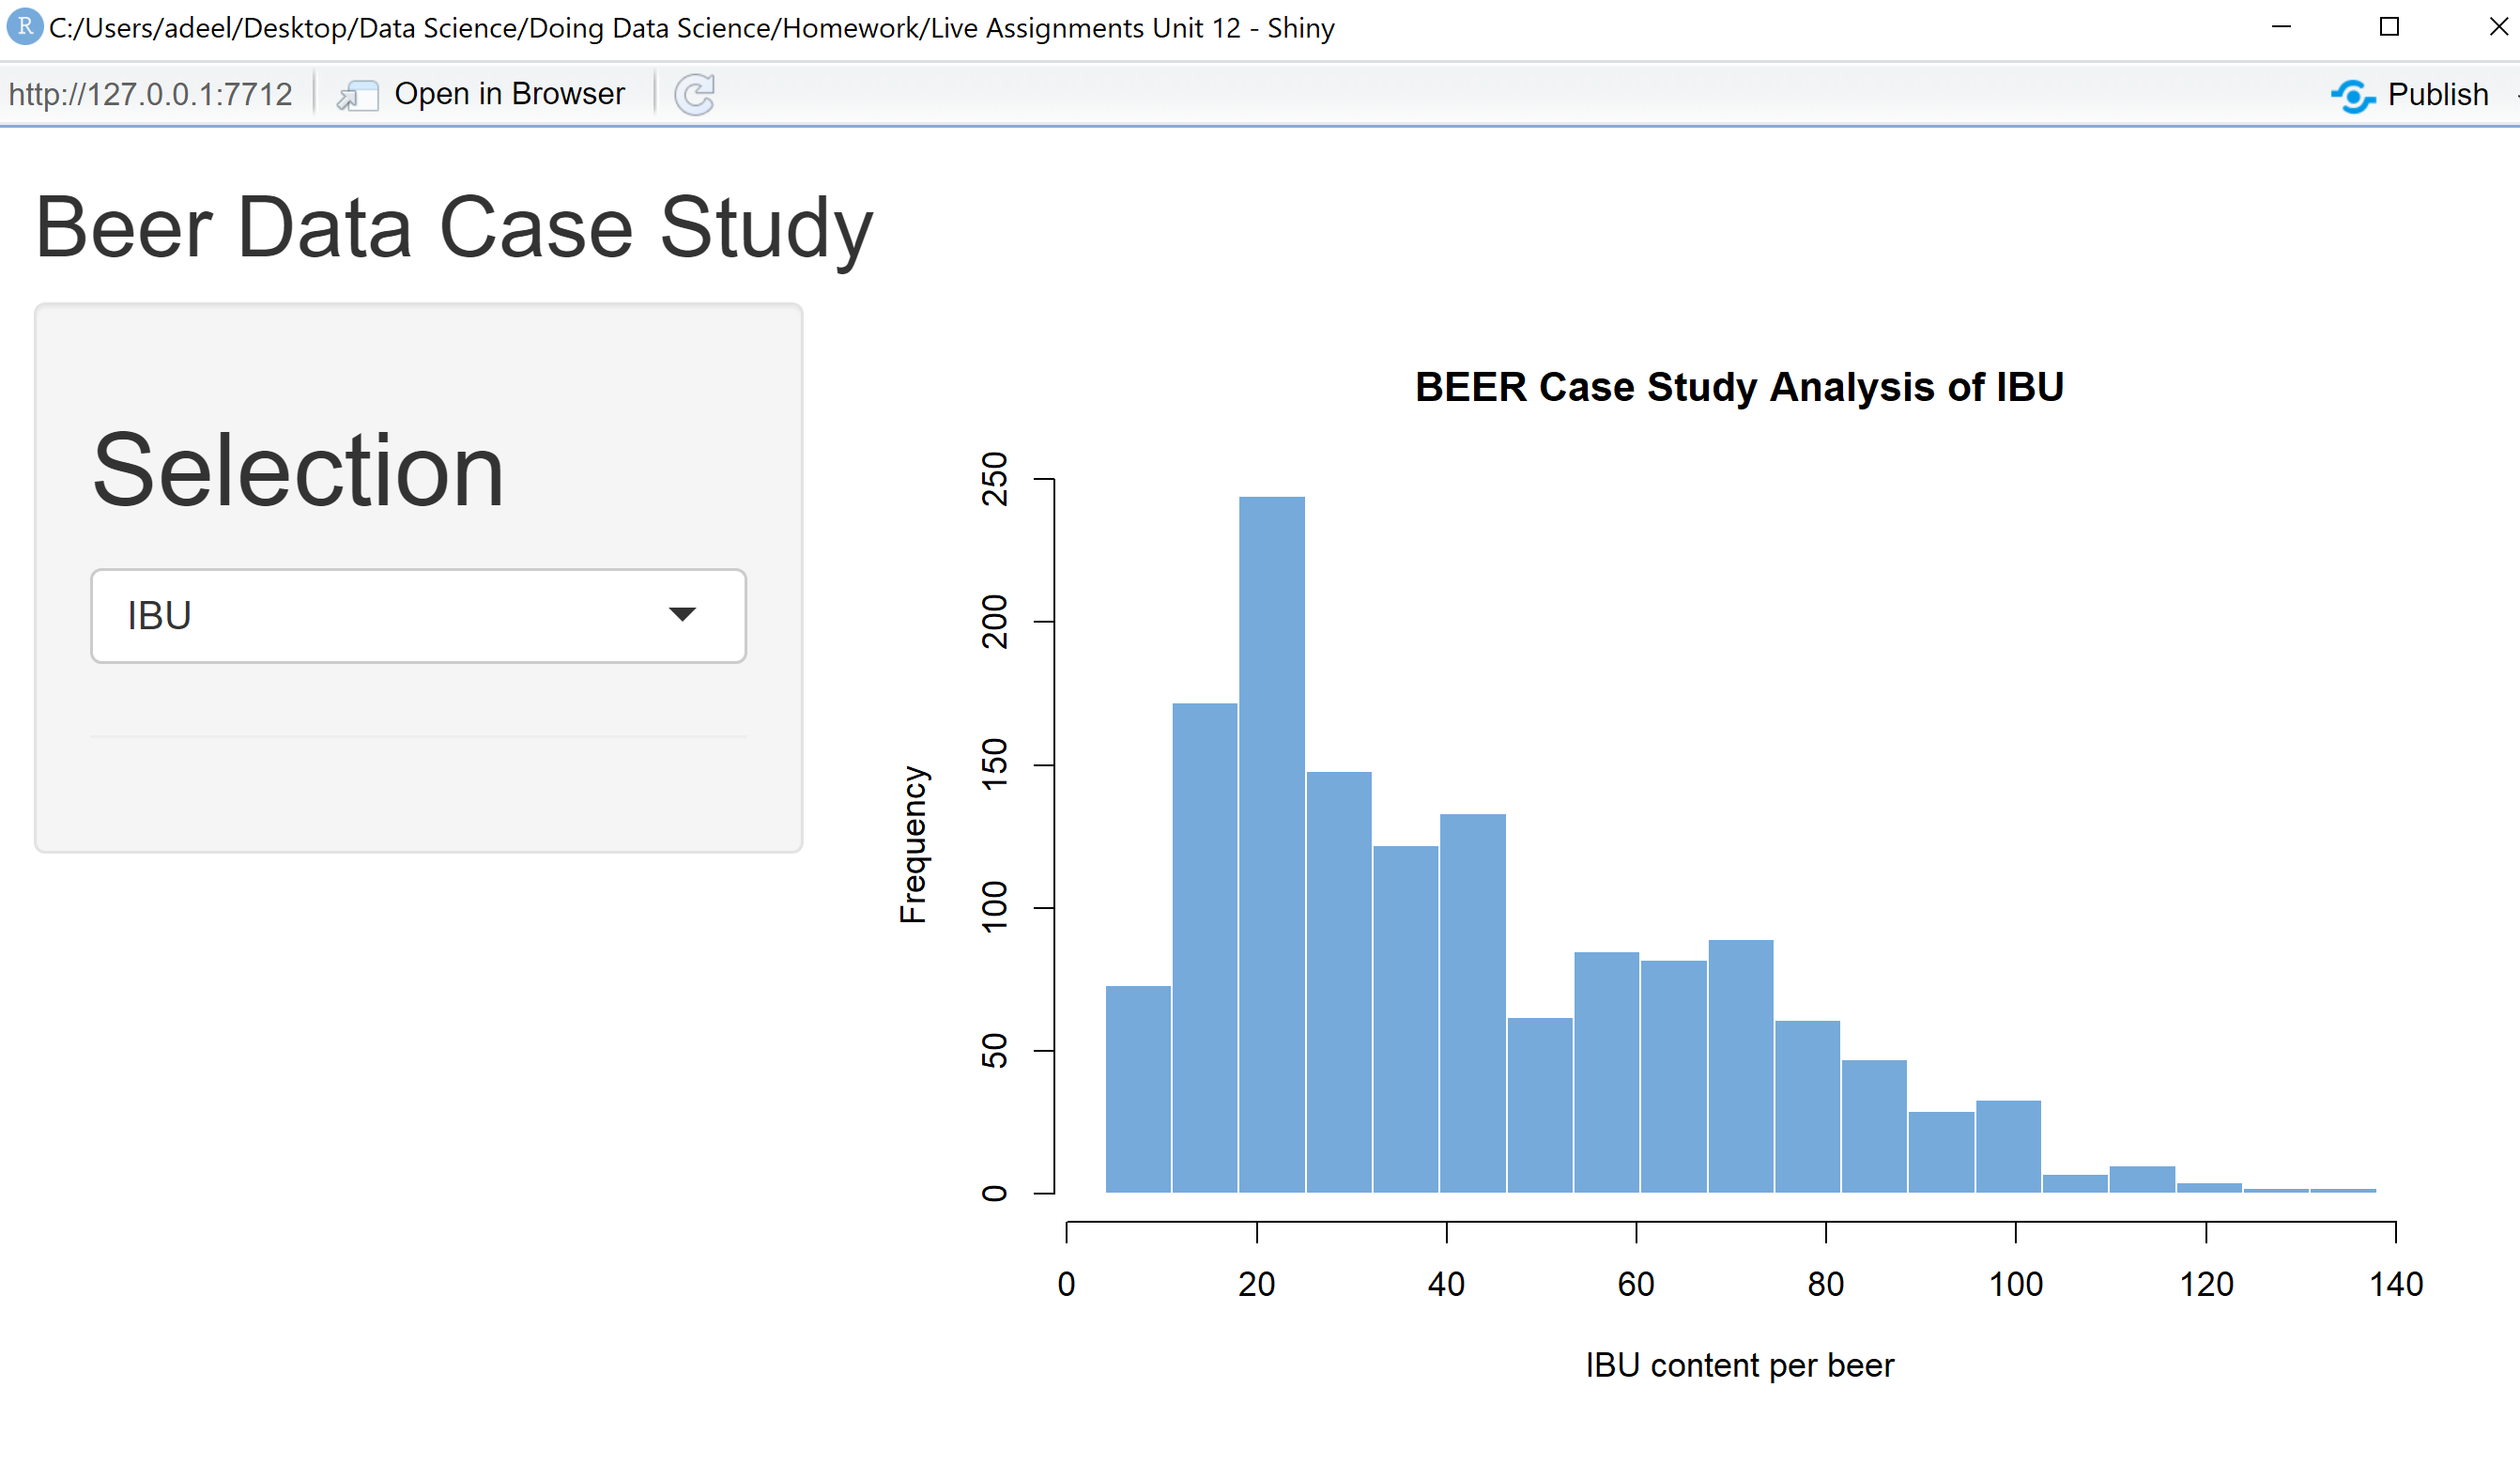 R C:/Users/adeel/Desktop/Data Science/Doing Data Science/Homework/Live Assignments Unit 12 - Shiny
http://127.0.0.1:7712 Open in Browser Publish
Beer Data Case Study
Selection
IBU
BEER Case Study Analysis of IBU
Frequency
250
200
150
100
50
0
0 20 40 60 80 100 120 140
IBU content per beer